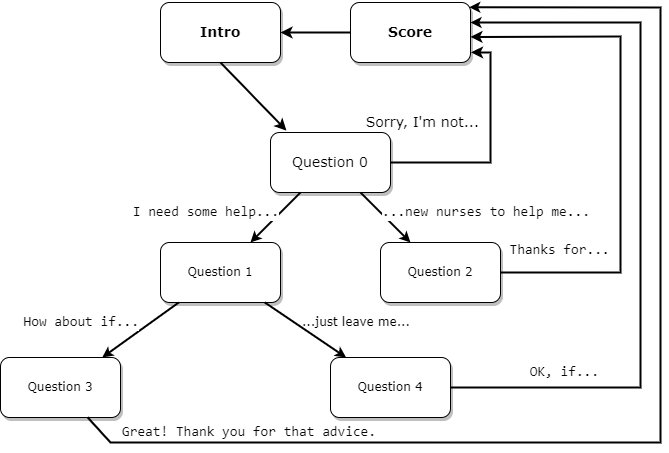 Intro
Score
Sorry, I'm not...
Question 0
I need some help...
...new nurses to help me...
Thanks for...
Question 1
Question 2
How about if...
...just leave me...
OK, if...
Question 3
Question 4
Great! Thank you for that advice.